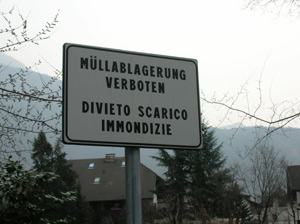 MÜLLABLAGERUNG
VERBOTEN
DIVIETO SCARICO
IMMONDIZIE